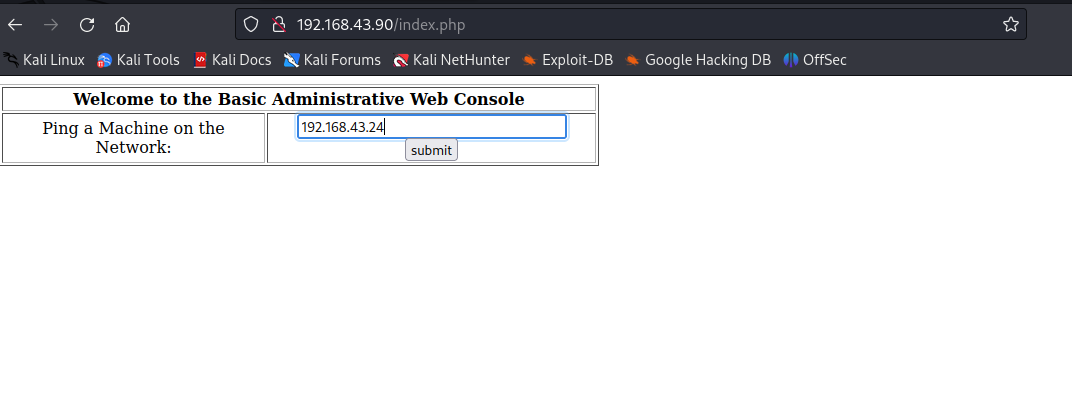 192.168.43.90/index.php
Kali Linux Kali Tools Kali Docs Kali Forums Kali NetHunter Exploit-DB Google Hacking DB OffSec
Welcome to the Basic Administrative Web Console
Ping a Machine on the
Network:
192.168.43.24
submit